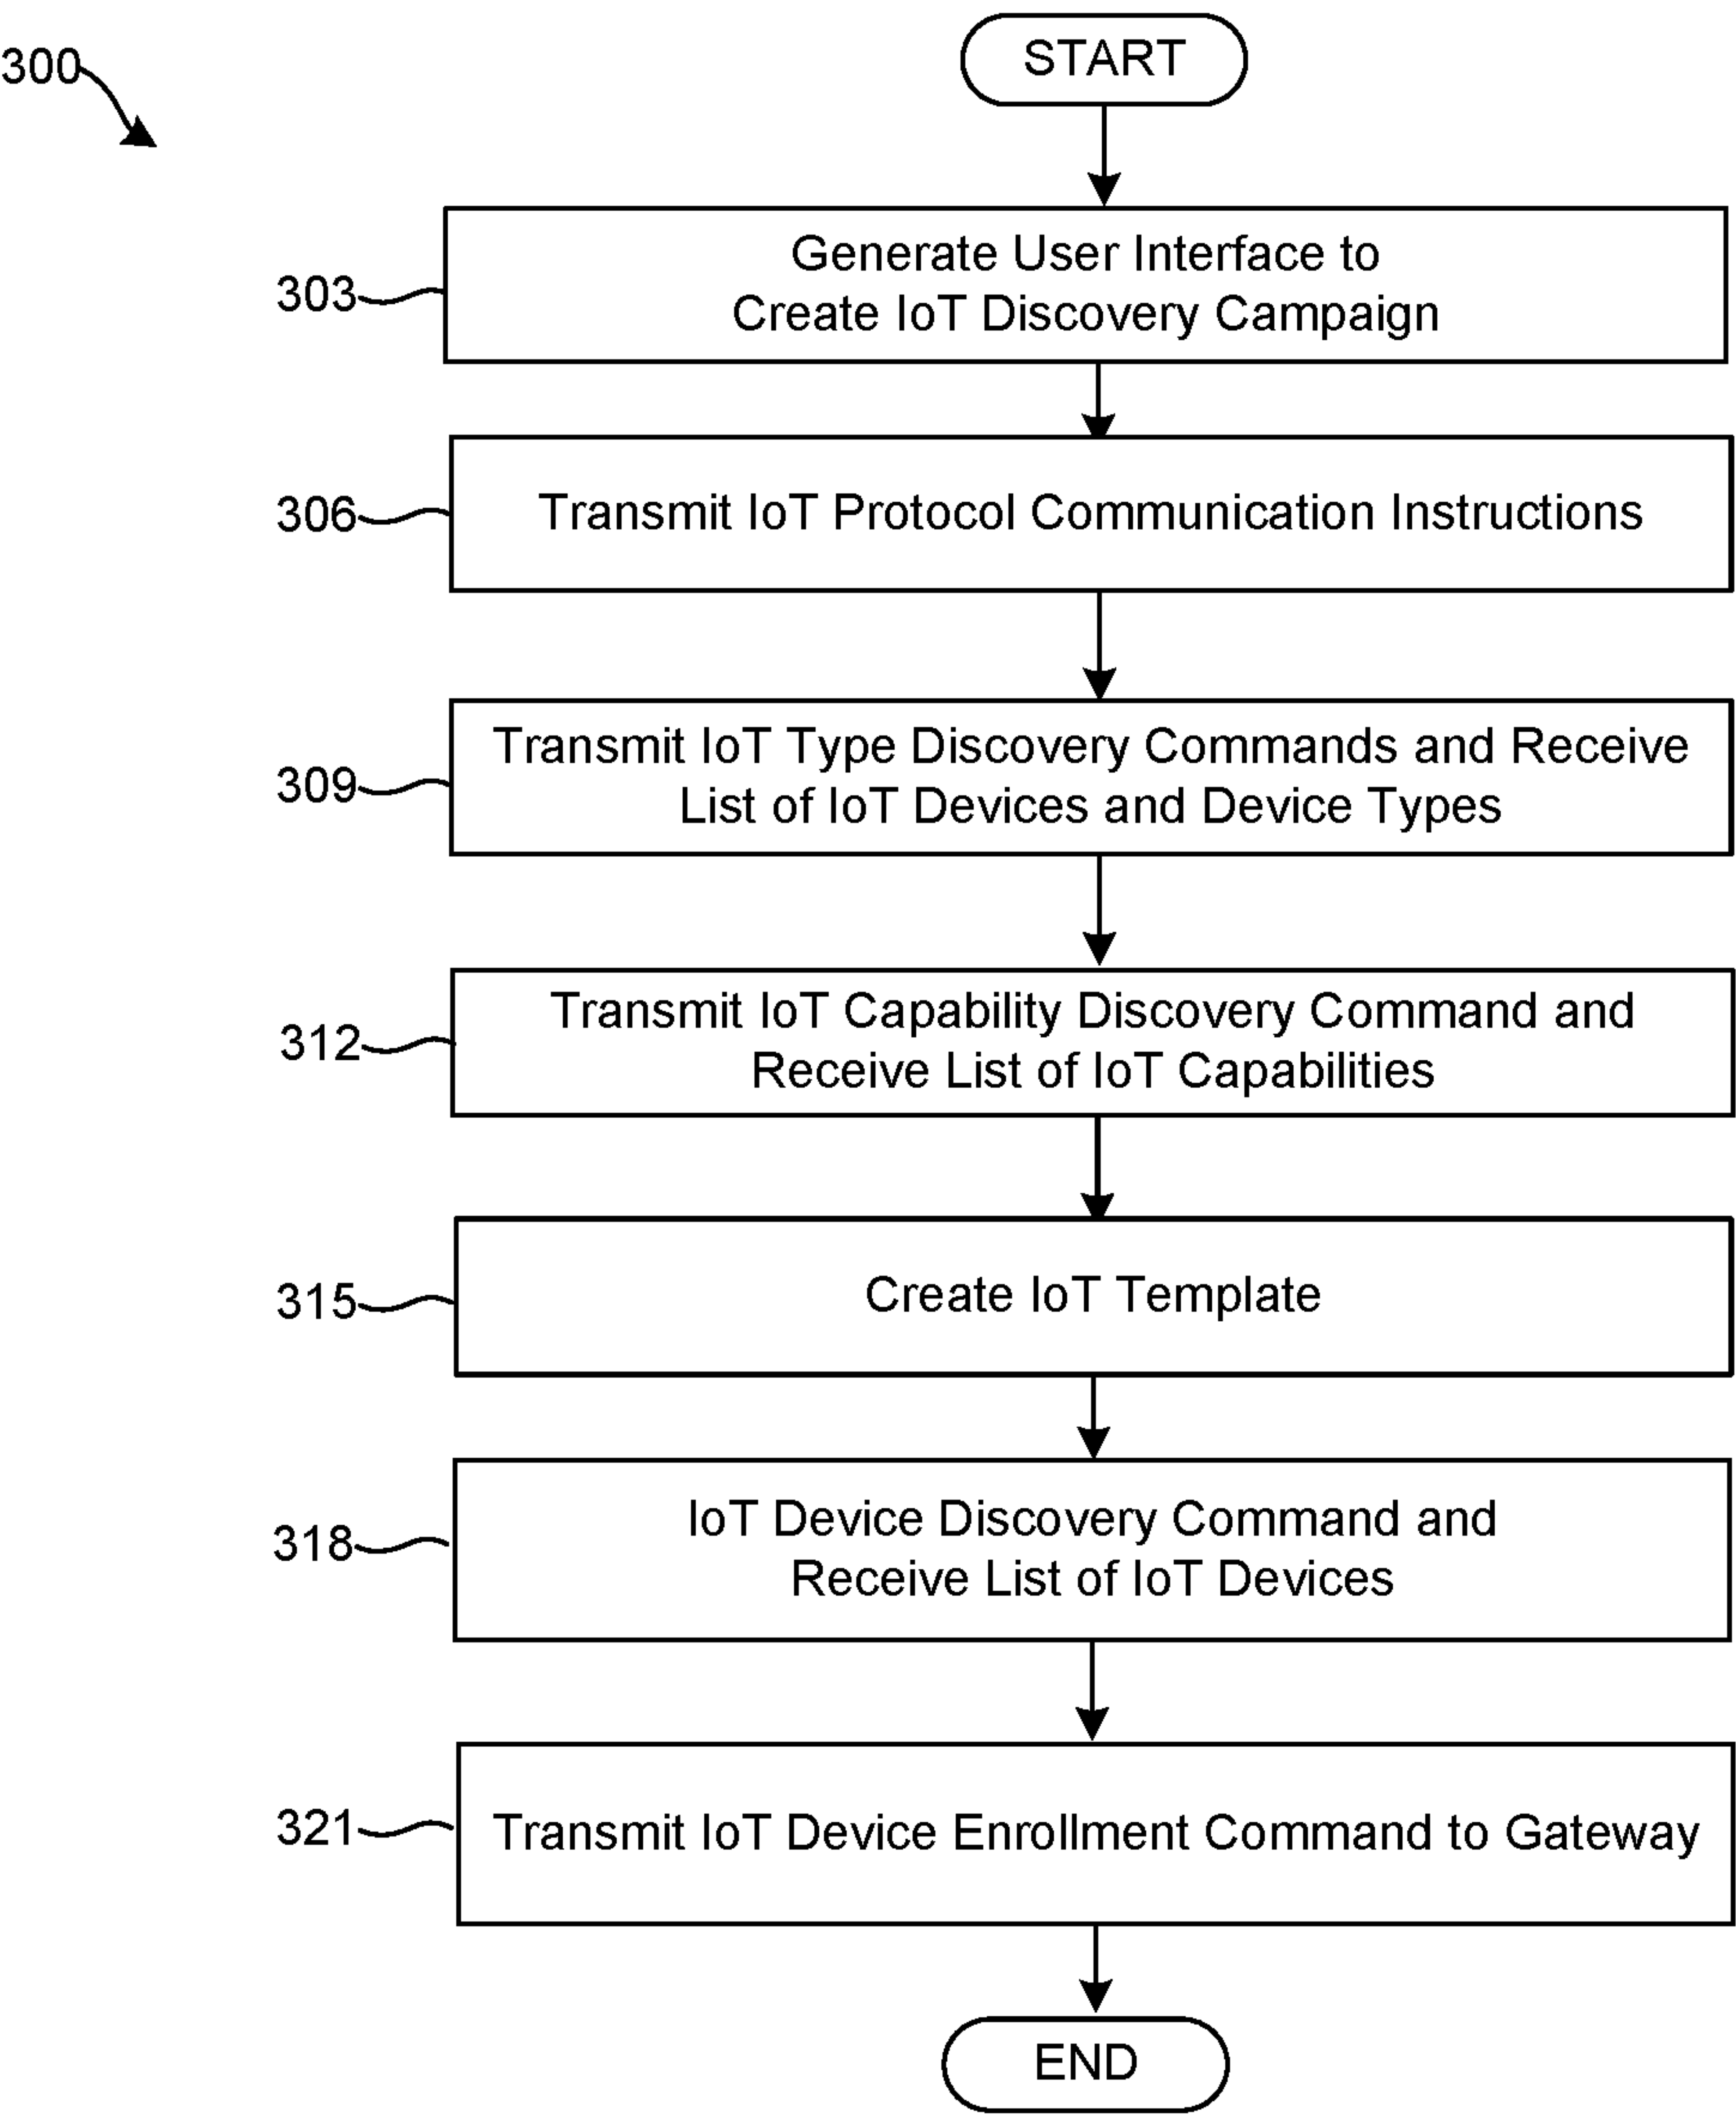 300
START
303
Generate User Interface to
Create IoT Discovery Campaign
306
Transmit IoT Protocol Communication Instructions
309
Transmit IoT Type Discovery Commands and Receive
List of IoT Devices and Device Types
312
Transmit IoT Capability Discovery Command and
Receive List of IoT Capabilities
315
Create IoT Template
318
IoT Device Discovery Command and
Receive List of IoT Devices
321
Transmit IoT Device Enrollment Command to Gateway
END